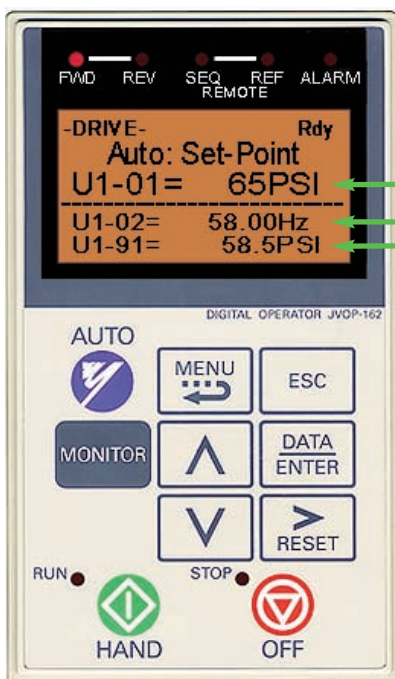 FWD REV SEQ REF ALARM
REMOTE
-DRIVE- Rdy
Auto: Set-Point
U1-01= 65PSI
U1-02= 58.00Hz
U1-91= 58.5PSI
DIGITAL OPERATOR JVOP-162
AUTO
MENU
ESC
MONITOR
DATA
ENTER
>
RESET
RUN
STOP
HAND
OFF